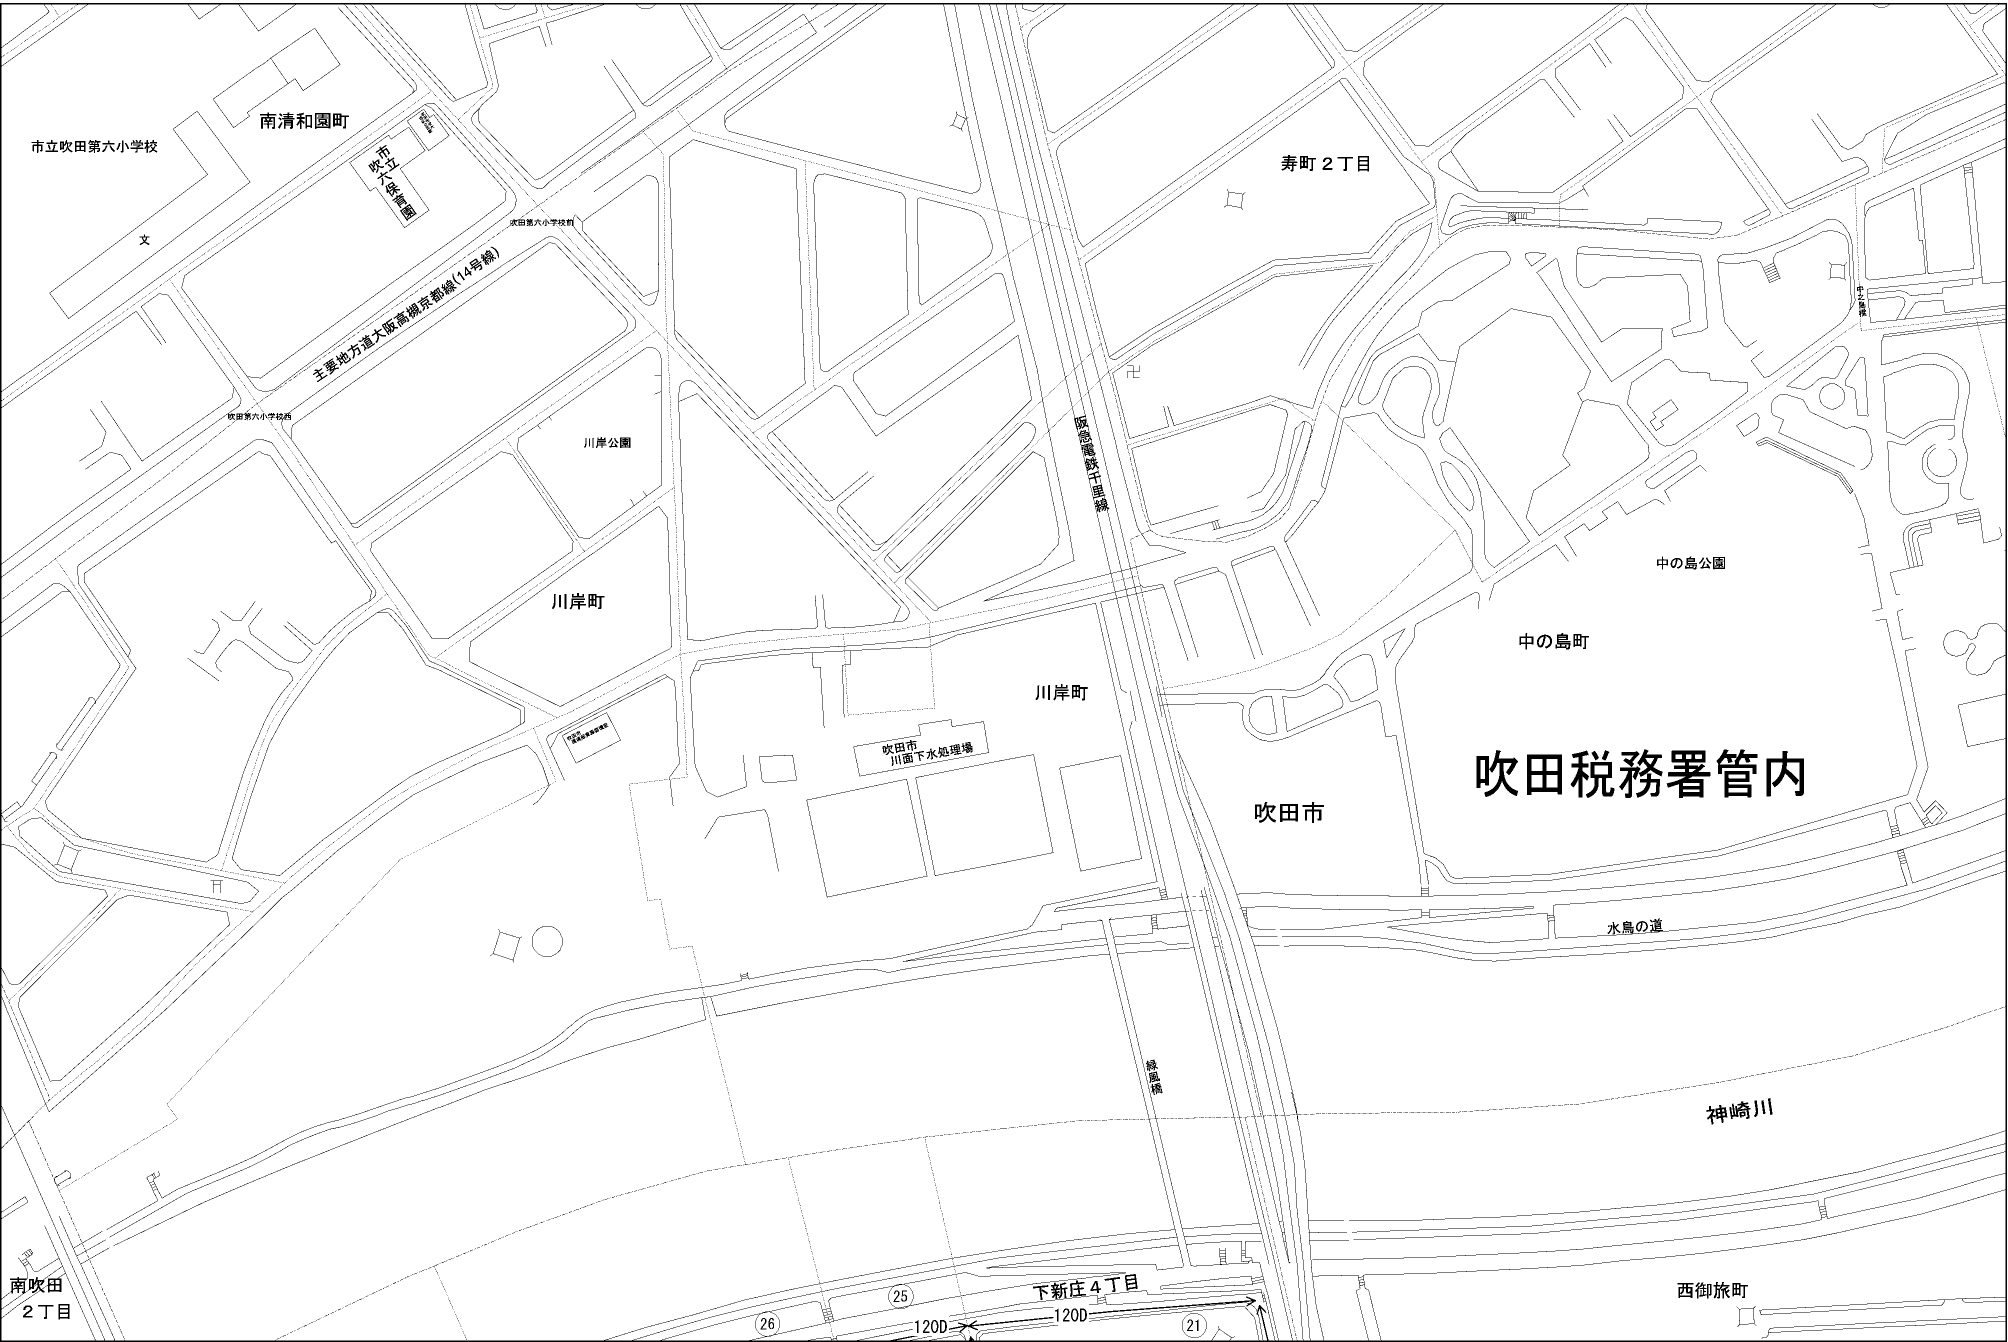 南清和園町
市立吹田第六小学校
吹六保育園
市立
寿町2丁目
文
吹田第六小学校前
主要地方道大阪高槻京都線(14号線)
中之島橋
吹田第六小学校西
川岸公園
阪急電鉄千里線
中の島公園
川岸町
中の島町
川岸町
吹田市
川面下水処理場
吹田税務署管内
吹田市
水鳥の道
緑風橋
神崎川
南吹田
2丁目
下新庄4丁目
西御旅町
25
26
120D
120D
21